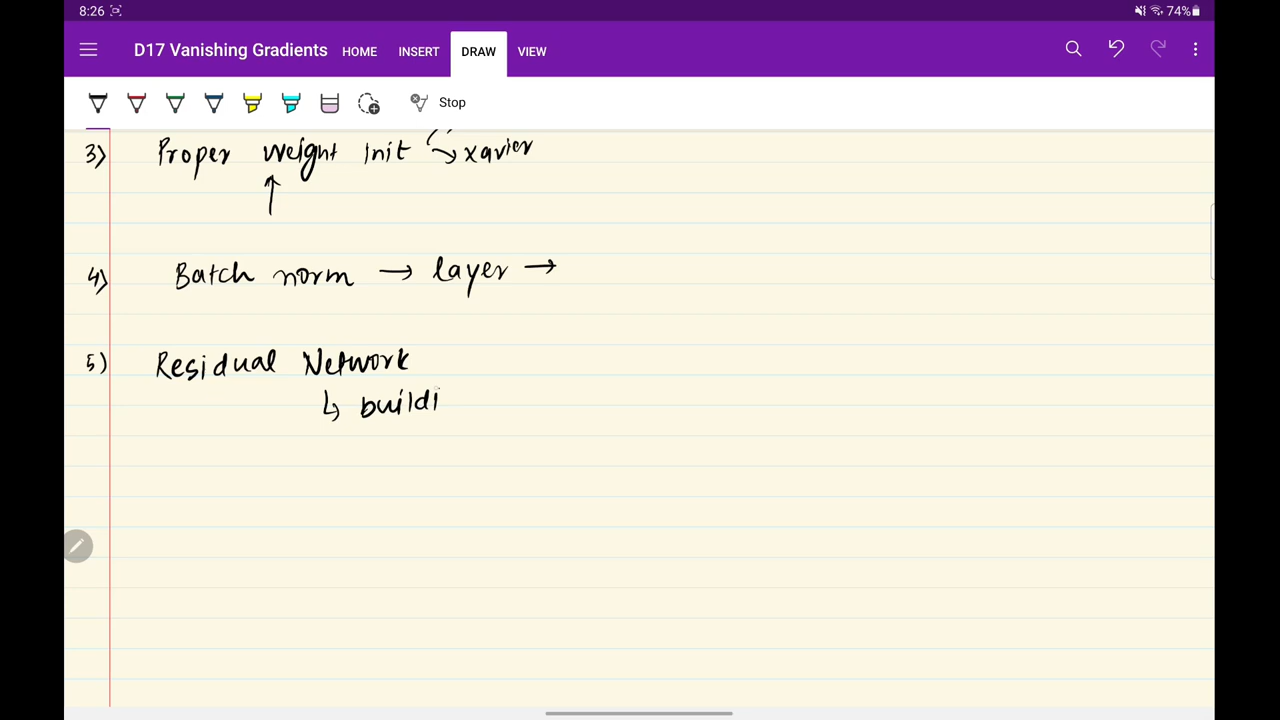 8:26 74%
D17 Vanishing Gradients HOME INSERT DRAW VIEW
Stop
3) Proper weight init → xavier
↑
4) Batch norm → layer →
5) Residual Network
↳ buildi